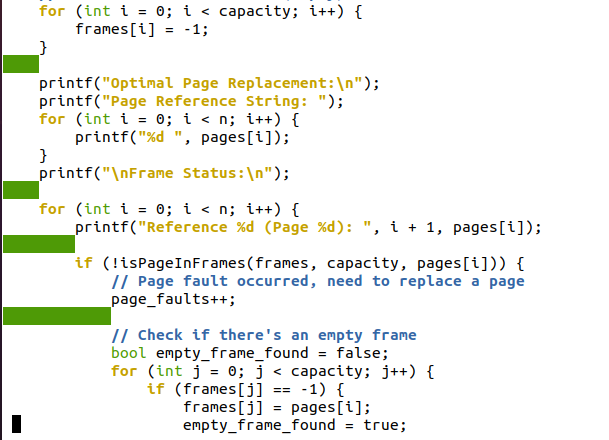 for (int i = 0; i < capacity; i++) {
frames[i] = -1;
}
printf("Optimal Page Replacement:\n");
printf("Page Reference String: ");
for (int i = 0; i < n; i++) {
printf("%d ", pages[i]);
}
printf("\nFrame Status:\n");
for (int i = 0; i < n; i++) {
printf("Reference %d (Page %d): ", i + 1, pages[i]);
if (!isPageInFrames(frames, capacity, pages[i])) {
// Page fault occurred, need to replace a page
page_faults++;
// Check if there's an empty frame
bool empty_frame_found = false;
for (int j = 0; j < capacity; j++) {
if (frames[j] == -1) {
frames[j] = pages[i];
empty_frame_found = true;